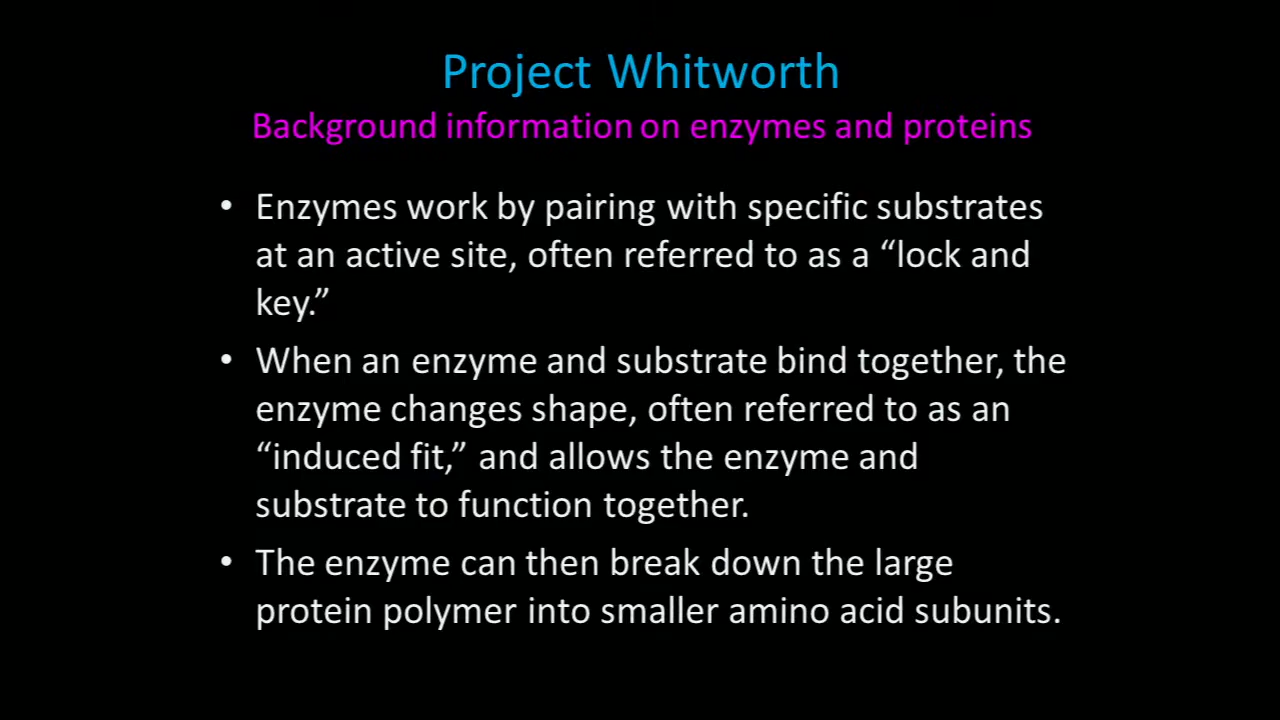 Project Whitworth
Background information on enzymes and proteins
• Enzymes work by pairing with specific substrates
at an active site, often referred to as a “lock and
key.”
• When an enzyme and substrate bind together, the
enzyme changes shape, often referred to as an
“induced fit,” and allows the enzyme and
substrate to function together.
• The enzyme can then break down the large
protein polymer into smaller amino acid subunits.